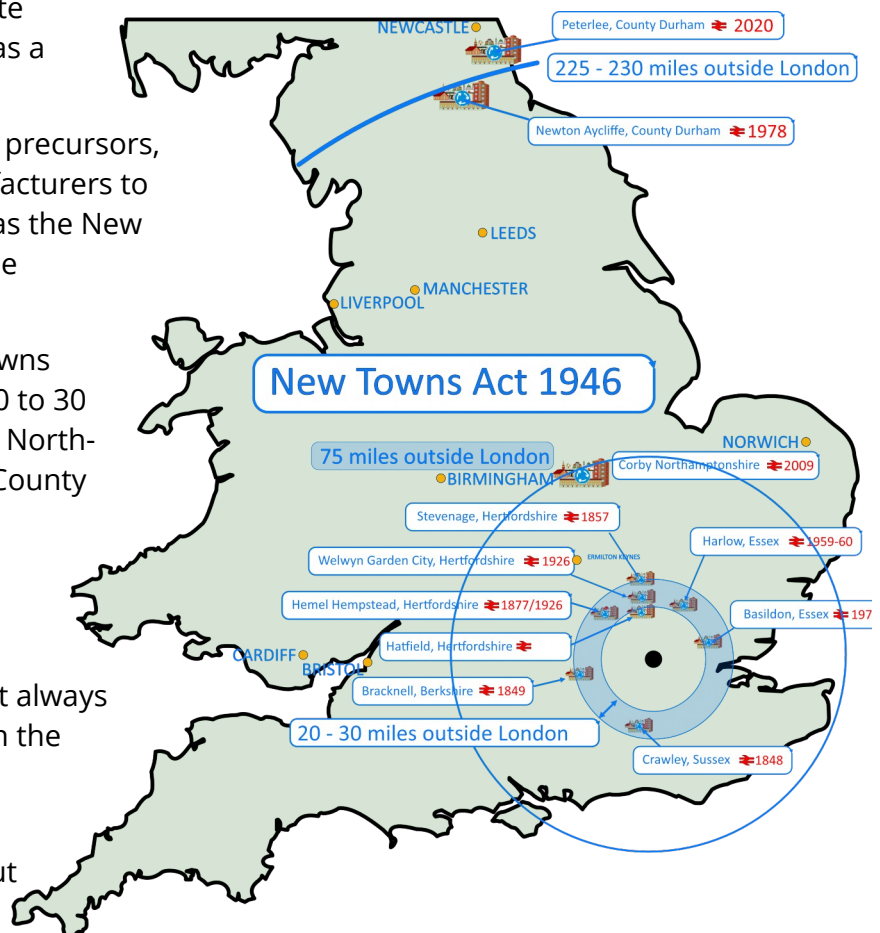 te
as a
precursors,
facturers to
as the New
e
wns
0 to 30
North-
County
t always
n the
ut
NEWCASTLE
Peterlee, County Durham 2020
225 - 230 miles outside London
Newton Aycliffe, County Durham 1978
LEEDS
MANCHESTER
LIVERPOOL
New Towns Act 1946
NORWICH
75 miles outside London
Corby Northamptonshire 2009
BIRMINGHAM
Stevenage, Hertfordshire 1857
Harlow, Essex 1959-60
ERMILTON KEYNES
Welwyn Garden City, Hertfordshire 1926
Hemel Hempstead, Hertfordshire 1877/1926
Basildon, Essex 197
Hatfield, Hertfordshire
CARDIFF
BRISTOL
Bracknell, Berkshire 1849
20 - 30 miles outside London
Crawley, Sussex 1848